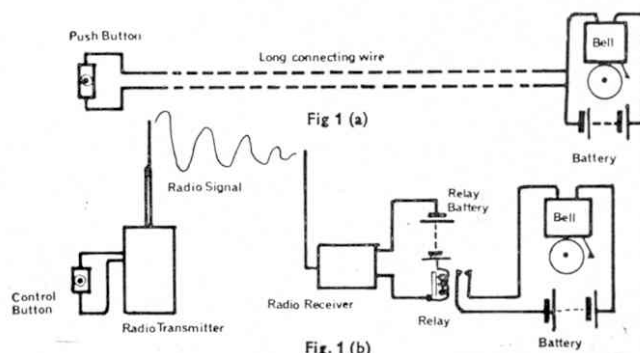 Push Button
Long connecting wire
Bell
Fig 1 (a)
Battery
Radio Signal
Relay
Battery
Bell
Control
Button
Radio Transmitter
Radio Receiver
Relay
Battery
Fig. 1 (b)